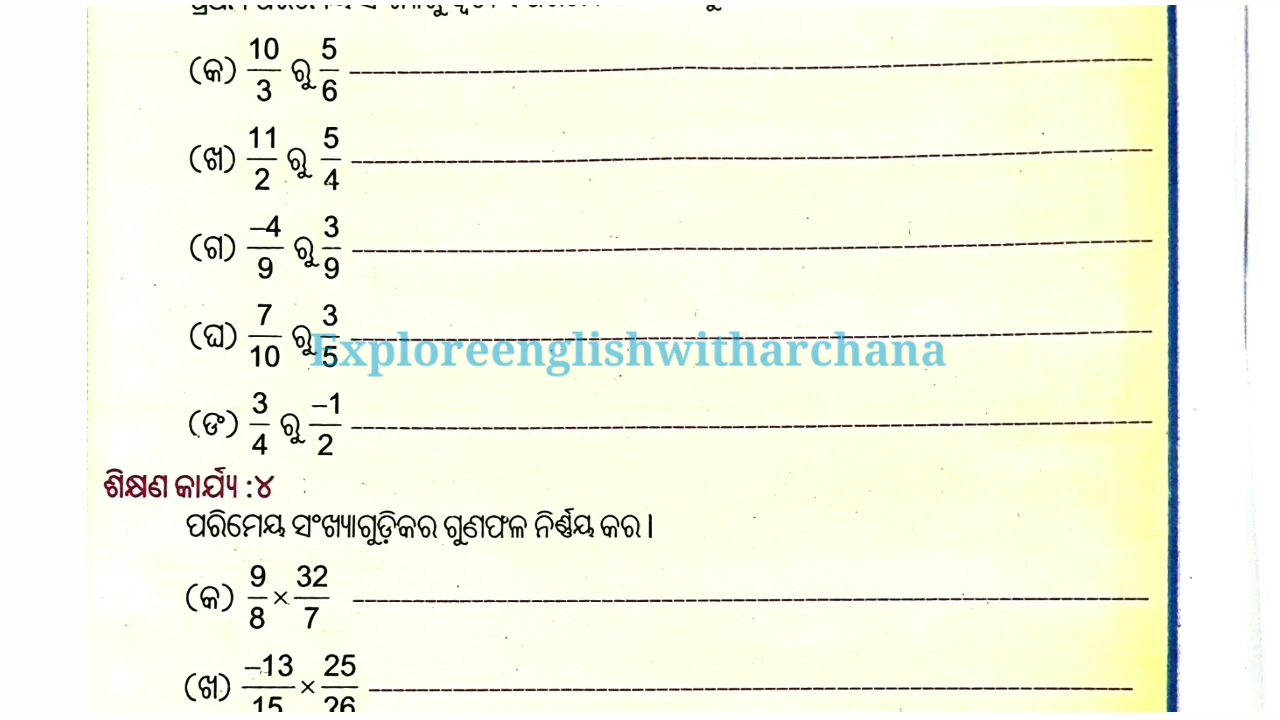 (କ) 10/3 ରୁ 5/6
(ଖ) 11/2 ରୁ 5/4
(ଗ) –4/9 ରୁ 3/9
(ଘ) 7/10 ରୁ 3/5
Exploreenglishwitharchana
(ଙ) 3/4 ରୁ –1/2
ଶିକ୍ଷଣ କାର୍ଯ୍ୟ :୪
ପରିମେୟ ସଂଖ୍ୟାଗୁଡ଼ିକର ଗୁଣଫଳ ନିର୍ଣ୍ଣୟ କର।
(କ) 9/8 × 32/7
(ଖ) –13/15 × 25/26